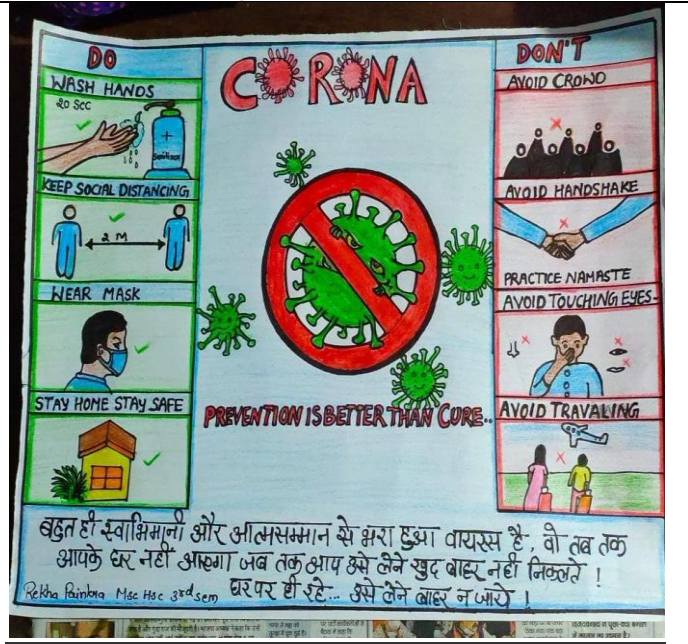 DO
WASH HANDS
20 SEC
+
KEEP SOCIAL DISTANCING
2 M
WEAR MASK
STAY HOME STAY SAFE
CORONA
PREVENTION IS BETTER THAN CURE..
DON'T
AVOID CROWD
AVOID HANDSHAKE
PRACTICE NAMASTE
AVOID TOUCHING EYES-
AVOID TRAVALING
बहुत ही स्वाभिमानी और आत्मसम्मान से भरा हुआ वायरस है, वो तब तक
आपके घर नहीं आएगा जब तक आप उसे लेने खुद बाहर नहीं निकलते !
घर पर ही रहे... उसे लेने बाहर न जाये !
Rekha Msc Hsc 3rd sem